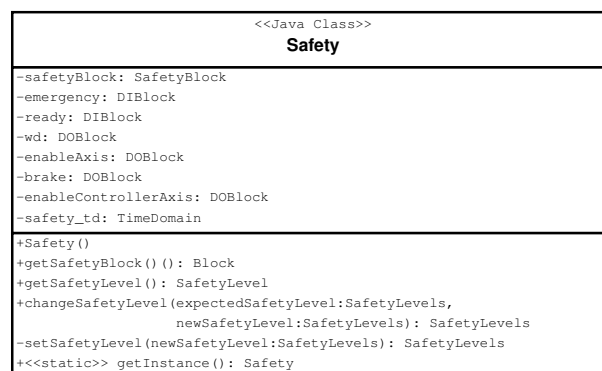 <<Java Class>>
Safety
-safetyBlock: SafetyBlock
-emergency: DIBlock
-ready: DIBlock
-wd: DOBlock
-enableAxis: DOBlock
-brake: DOBlock
-enableControllerAxis: DOBlock
-safety_td: TimeDomain
+Safety()
+getSafetyBlock()(): Block
+getSafetyLevel(): SafetyLevel
+changeSafetyLevel(expectedSafetyLevel:SafetyLevels,
newSafetyLevel:SafetyLevels): SafetyLevels
-setSafetyLevel(newSafetyLevel:SafetyLevels): SafetyLevels
+<<static>> getInstance(): Safety